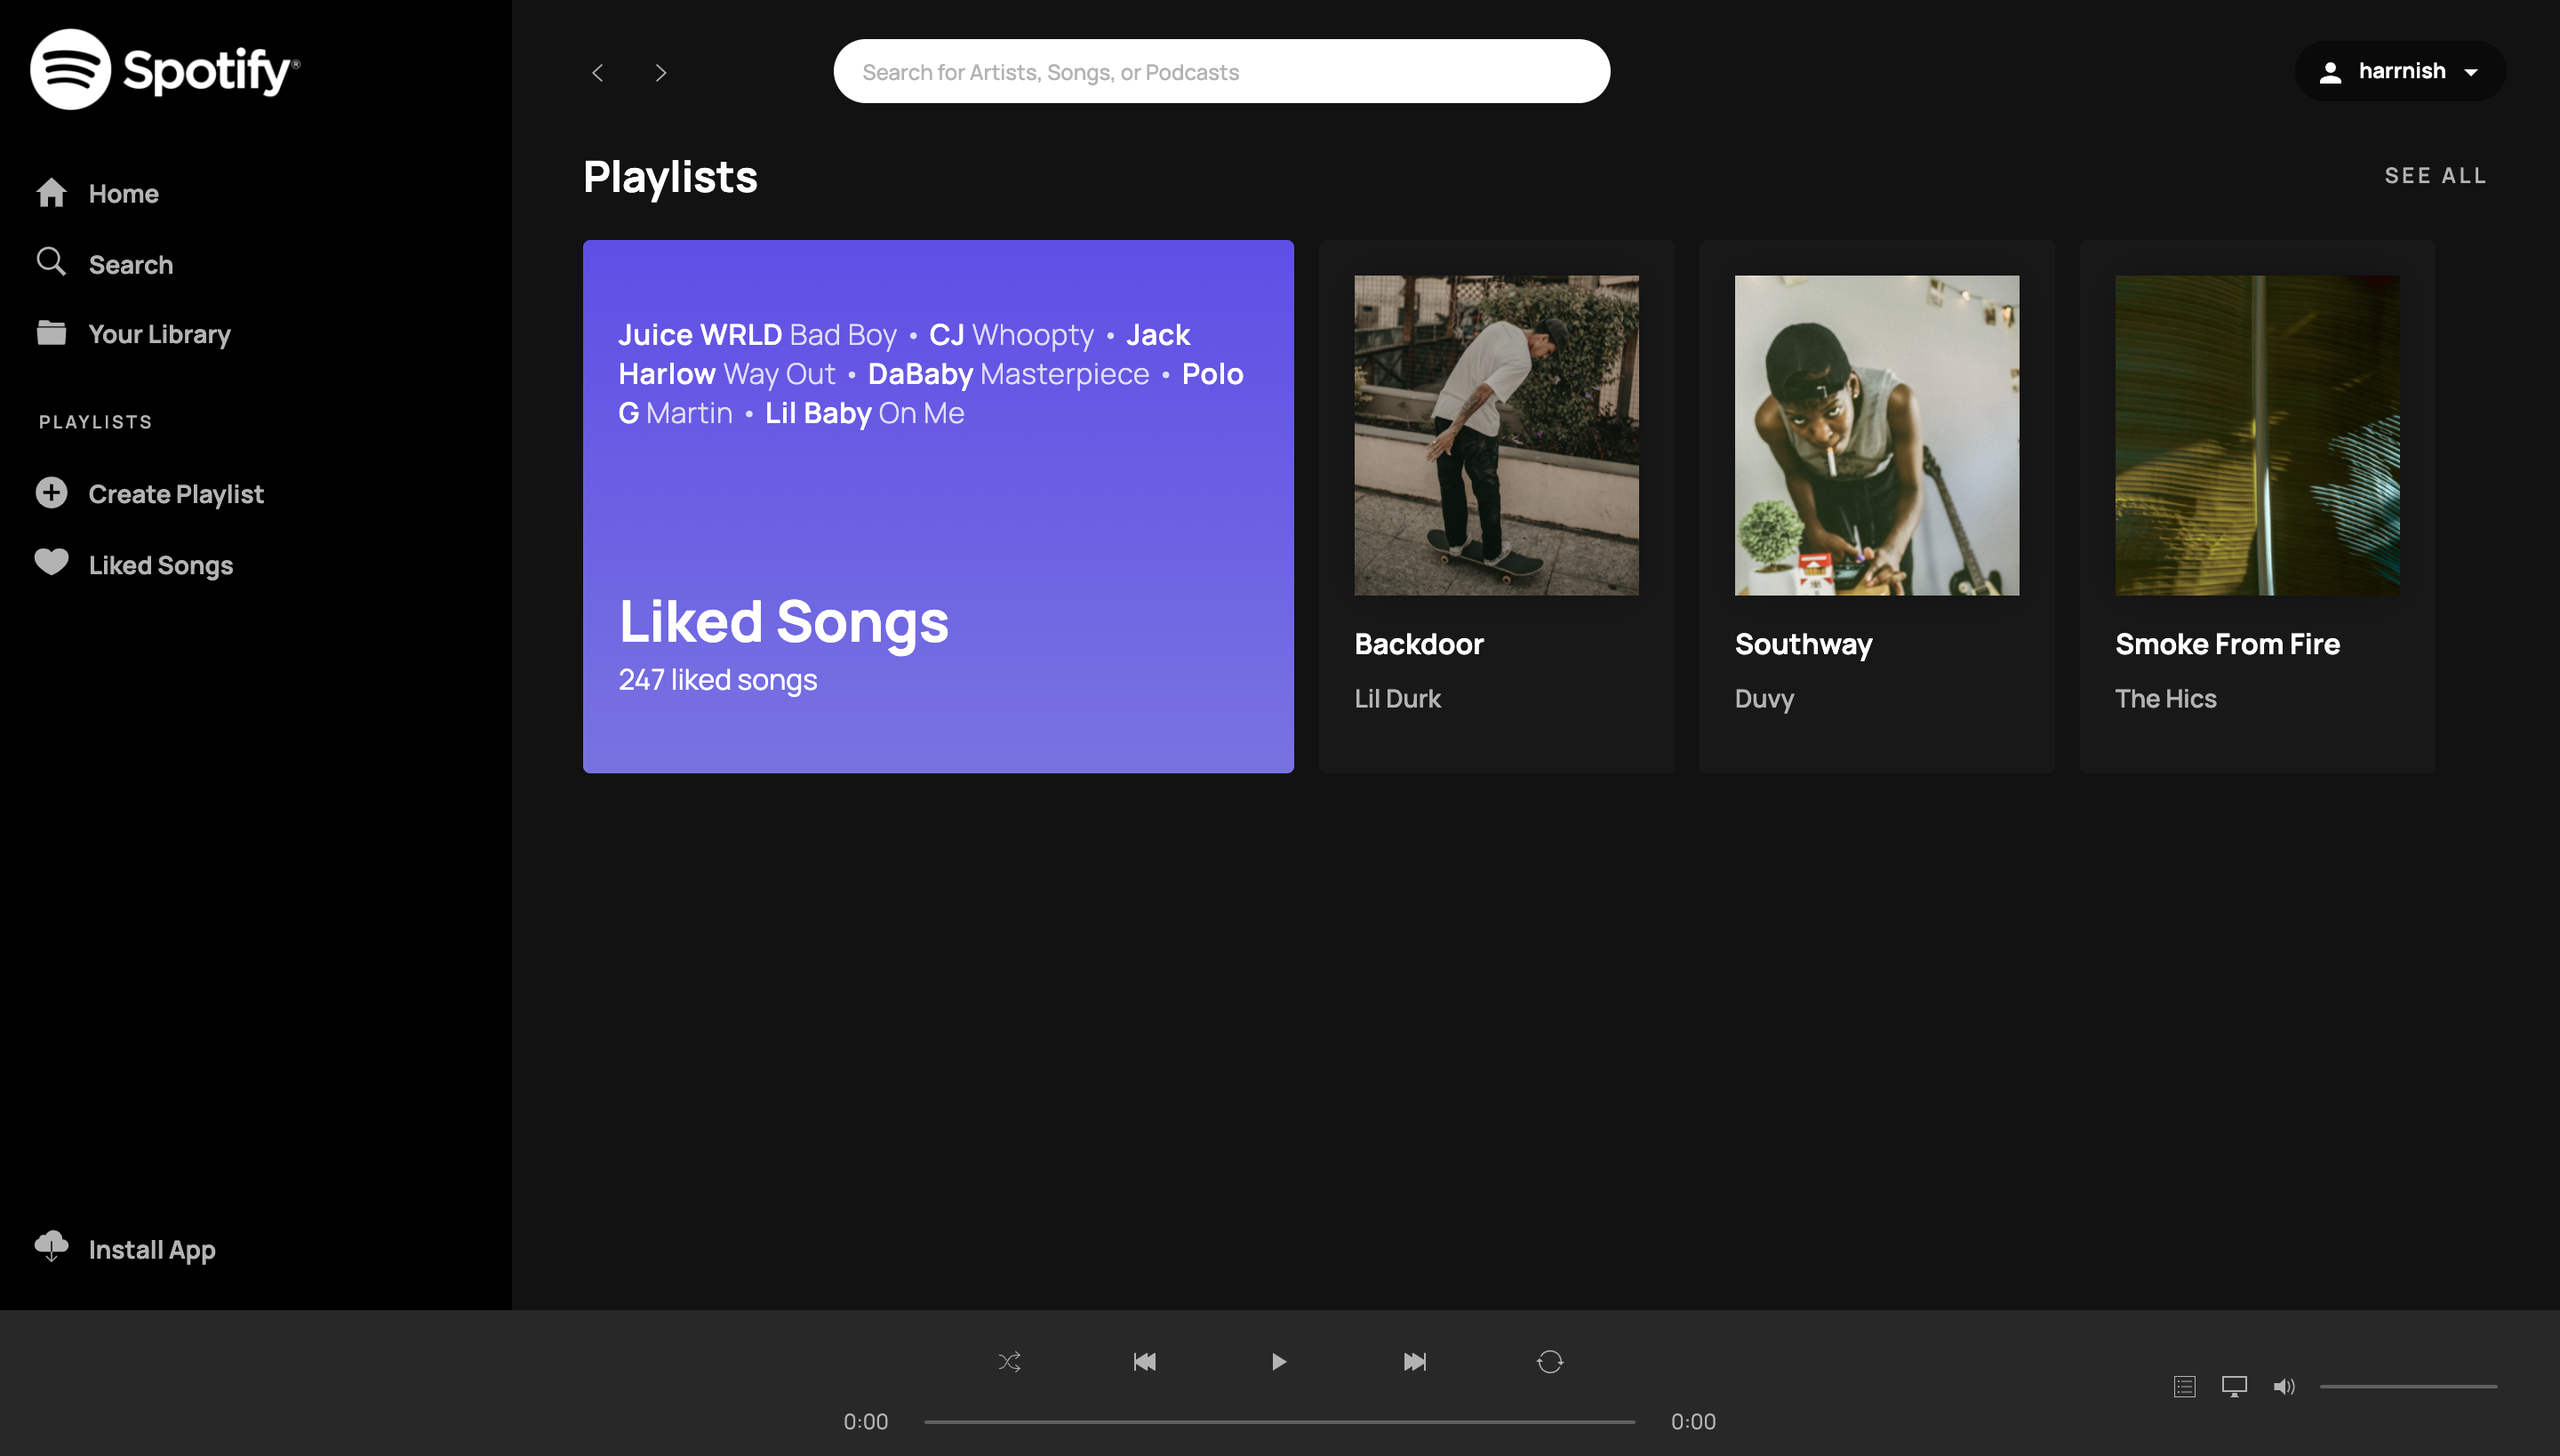 Spotify®
Home
Search
Your Library
PLAYLISTS
Create Playlist
Liked Songs
Install App
Search for Artists, Songs, or Podcasts
harrnish
Playlists
SEE ALL
Juice WRLD Bad Boy • CJ Whoopty • Jack
Harlow Way Out • DaBaby Masterpiece • Polo
G Martin • Lil Baby On Me
Liked Songs
247 liked songs
Backdoor
Lil Durk
Southway
Duvy
Smoke From Fire
The Hics
0:00
0:00